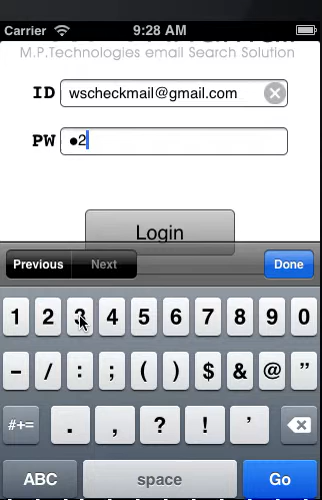 Carrier 9:28 AM
M.P.Technologies email Search Solution
ID wscheckmail@gmail.com
PW ●2
Login
Previous Next Done
1 2 3 4 5 6 7 8 9 0
- / : ; ( ) $ & @ ”
#+= . , ? ! ’
ABC space Go